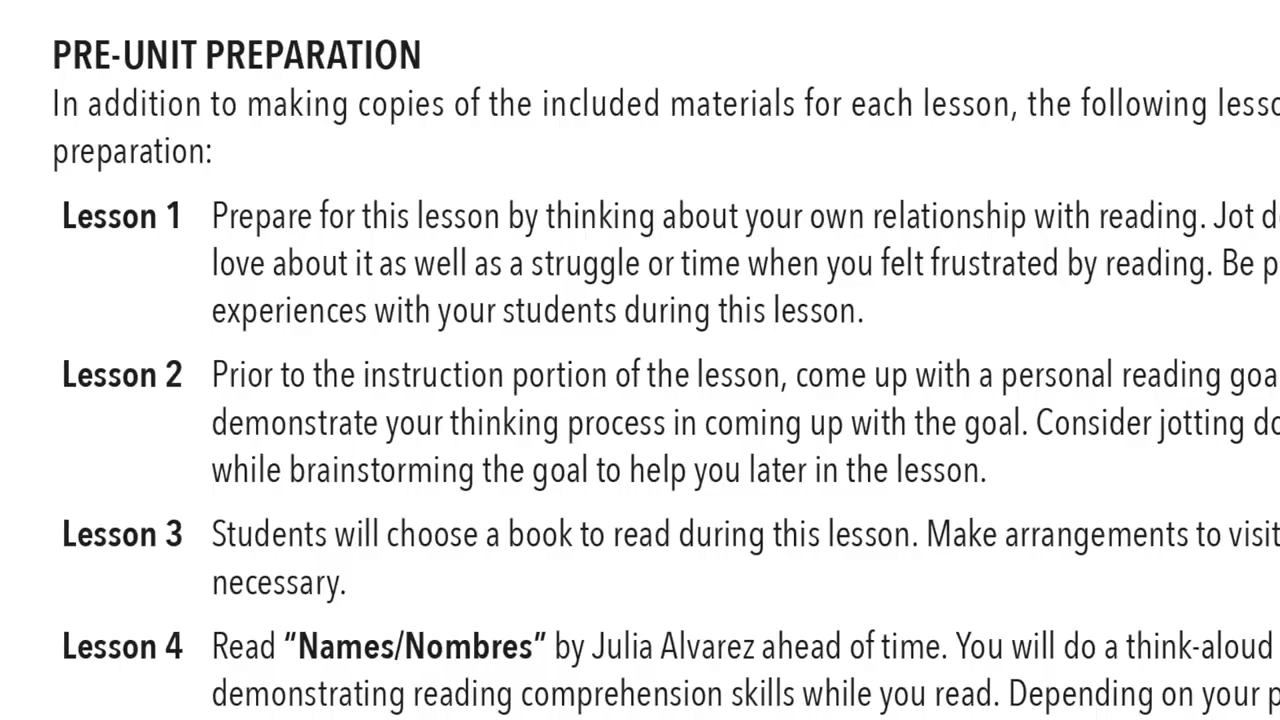 PRE-UNIT PREPARATION
In addition to making copies of the included materials for each lesson, the following
preparation:
Lesson 1 Prepare for this lesson by thinking about your own relationship with reading. Jot
love about it as well as a struggle or time when you felt frustrated by reading. Be
experiences with your students during this lesson.
Lesson 2 Prior to the instruction portion of the lesson, come up with a personal reading
demonstrate your thinking process in coming up with the goal. Consider jotting
while brainstorming the goal to help you later in the lesson.
Lesson 3 Students will choose a book to read during this lesson. Make arrangements to visit
necessary.
Lesson 4 Read “Names/Nombres” by Julia Alvarez ahead of time. You will do a think-aloud
demonstrating reading comprehension skills while you read. Depending on your